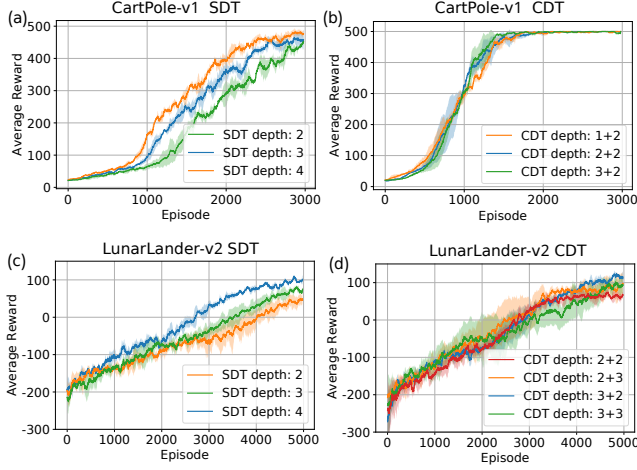 (a)
CartPole-v1 SDT
500
400
300
200
100
0
Average Reward
SDT depth: 2
SDT depth: 3
SDT depth: 4
0 1000 2000 3000
Episode
(b)
CartPole-v1 CDT
500
400
300
200
100
0
Average Reward
CDT depth: 1+2
CDT depth: 2+2
CDT depth: 3+2
0 1000 2000 3000
Episode
(c)
LunarLander-v2 SDT
100
0
-100
-200
-300
Average Reward
SDT depth: 2
SDT depth: 3
SDT depth: 4
0 1000 2000 3000 4000 5000
Episode
(d)
LunarLander-v2 CDT
100
0
-100
-200
-300
Average Reward
CDT depth: 2+2
CDT depth: 2+3
CDT depth: 3+2
CDT depth: 3+3
0 1000 2000 3000 4000 5000
Episode